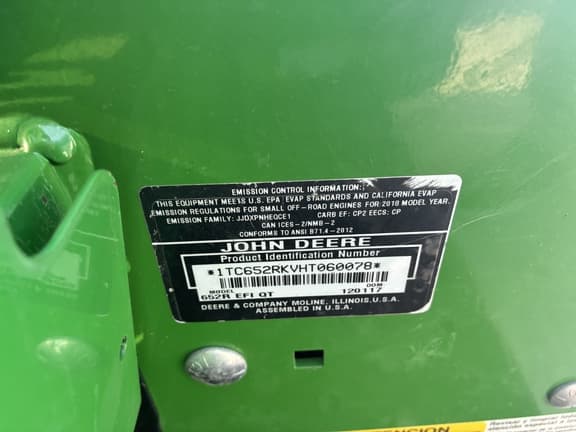 EMISSION CONTROL INFORMATION:
THIS EQUIPMENT MEETS U.S. EPA EVAP STANDARDS AND CALIFORNIA EVAP
EMISSION REGULATIONS FOR SMALL OFF-ROAD ENGINES FOR 2018 MODEL YEAR.
EMISSION FAMILY: JJDXPNHEQCE1 CARB EF: CP2 EECS: CP
CAN ICES-2/NMB-2
CONFORMS TO ANSI B71.4-2012
JOHN DEERE
Product Identification Number
*1TC652RKVHT060078*
MODEL DOM
652R EFI QT 120117
DEERE & COMPANY MOLINE, ILLINOIS, U.S.A.
ASSEMBLED IN U.S.A.